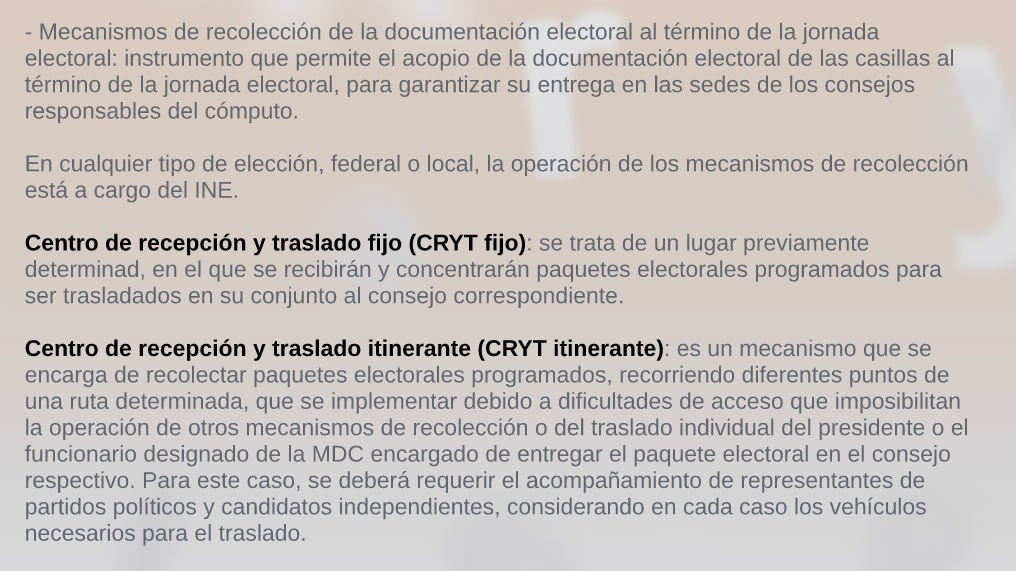 - Mecanismos de recolección de la documentación electoral al término de la jornada
electoral: instrumento que permite el acopio de la documentación electoral de las casillas al
término de la jornada electoral, para garantizar su entrega en las sedes de los consejos
responsables del cómputo.
En cualquier tipo de elección, federal o local, la operación de los mecanismos de recolección
está a cargo del INE.
Centro de recepción y traslado fijo (CRYT fijo): se trata de un lugar previamente
determinad, en el que se recibirán y concentrarán paquetes electorales programados para
ser trasladados en su conjunto al consejo correspondiente.
Centro de recepción y traslado itinerante (CRYT itinerante): es un mecanismo que se
encarga de recolectar paquetes electorales programados, recorriendo diferentes puntos de
una ruta determinada, que se implementar debido a dificultades de acceso que imposibilitan
la operación de otros mecanismos de recolección o del traslado individual del presidente o el
funcionario designado de la MDC encargado de entregar el paquete electoral en el consejo
respectivo. Para este caso, se deberá requerir el acompañamiento de representantes de
partidos políticos y candidatos independientes, considerando en cada caso los vehículos
necesarios para el traslado.